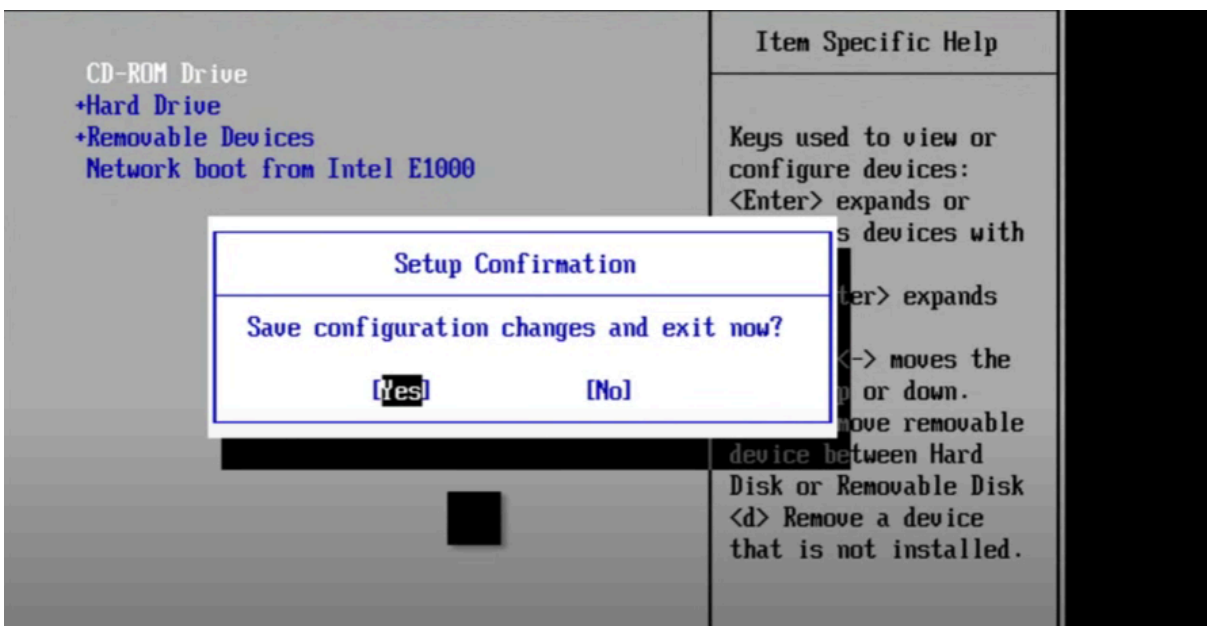 CD-ROM Drive
+Hard Drive
+Removable Devices
Network boot from Intel E1000
Setup Confirmation
Save configuration changes and exit now?
[Yes] [No]
Item Specific Help
Keys used to view or
configure devices:
<Enter> expands or
s devices with
ter> expands
<-> moves the
p or down.
move removable
device between Hard
Disk or Removable Disk
<d> Remove a device
that is not installed.